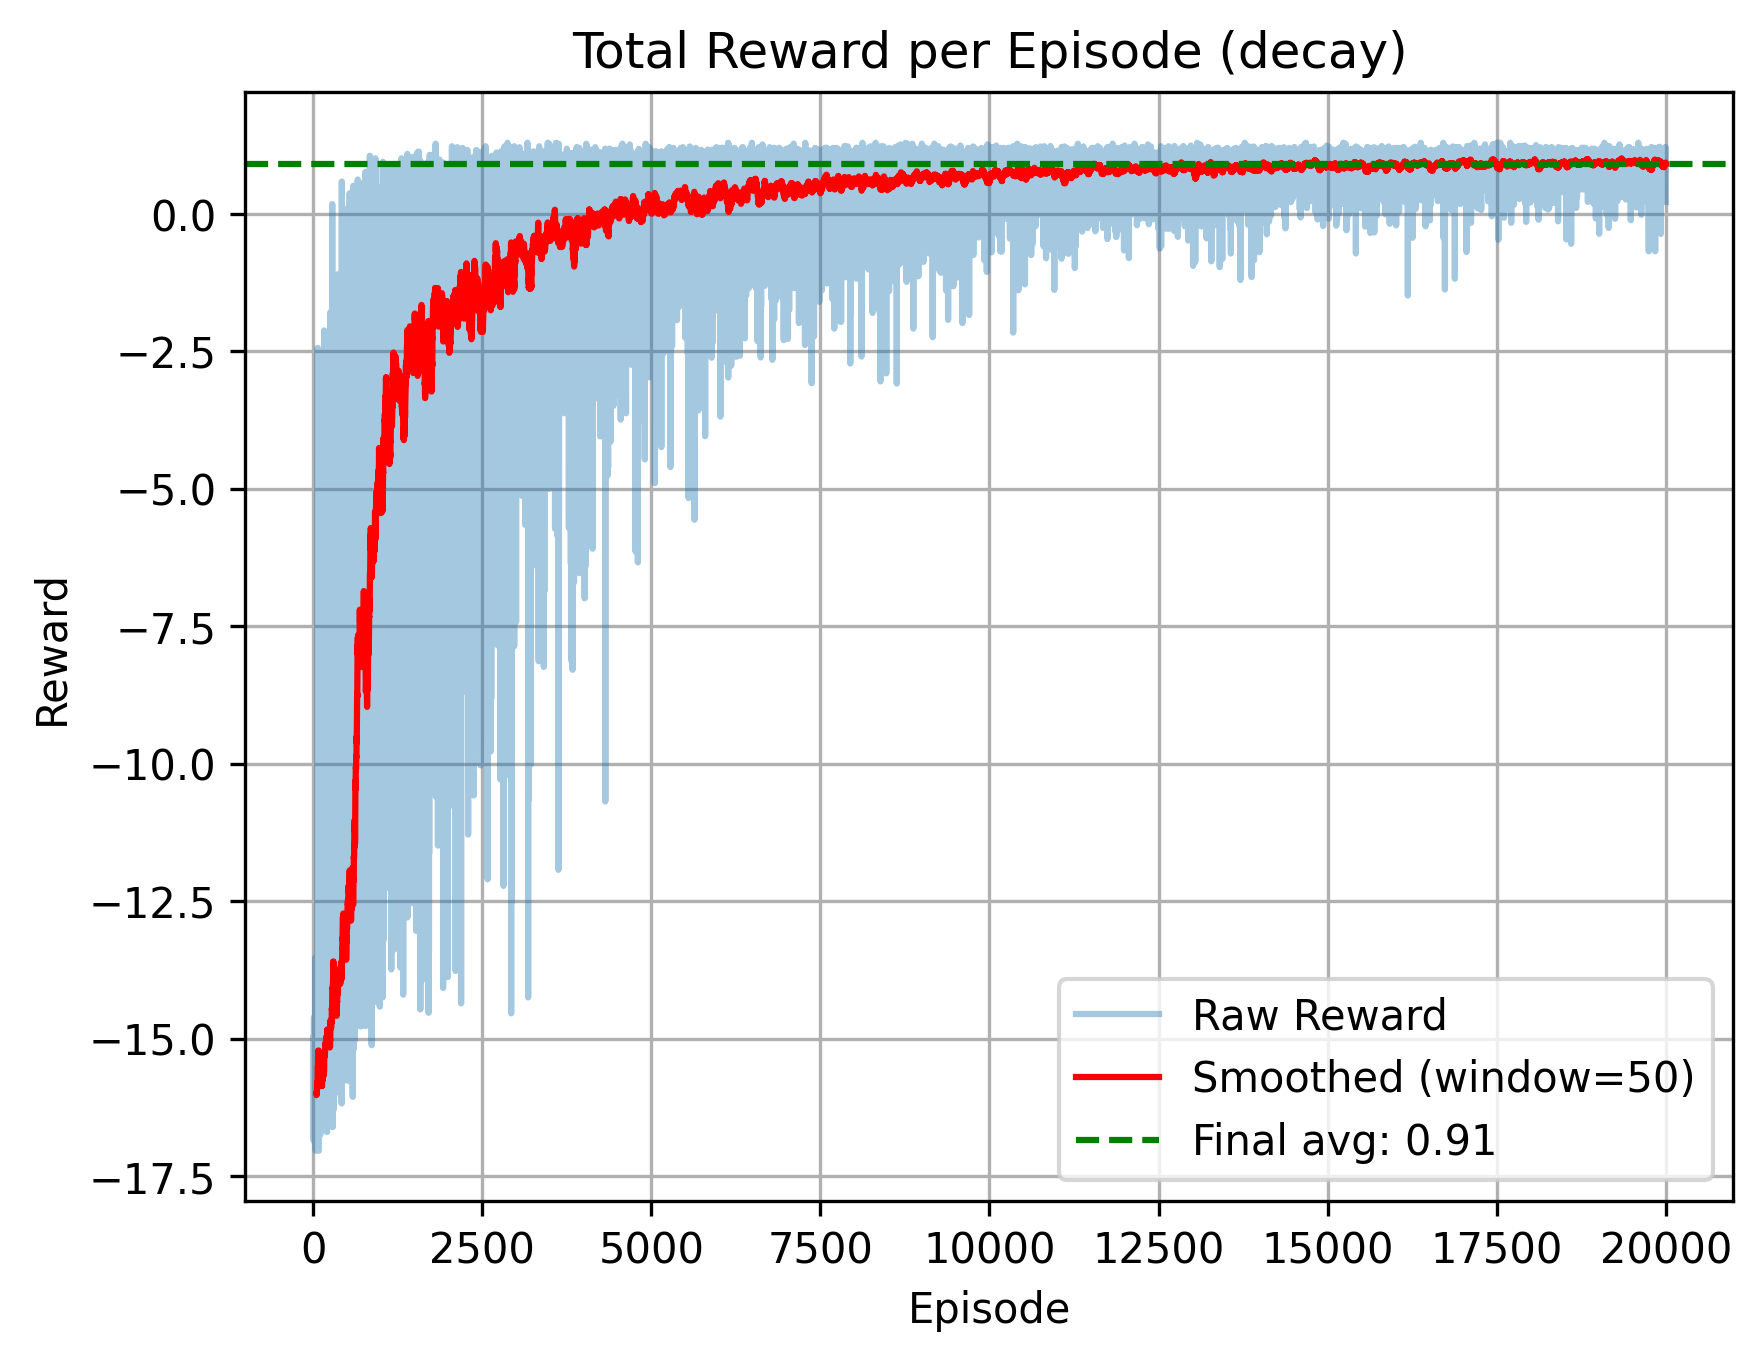 Total Reward per Episode (decay)
0.0
−2.5
−5.0
−7.5
−10.0
−12.5
−15.0
−17.5
Reward
Raw Reward
Smoothed (window=50)
Final avg: 0.91
0 2500 5000 7500 10000 12500 15000 17500 20000
Episode